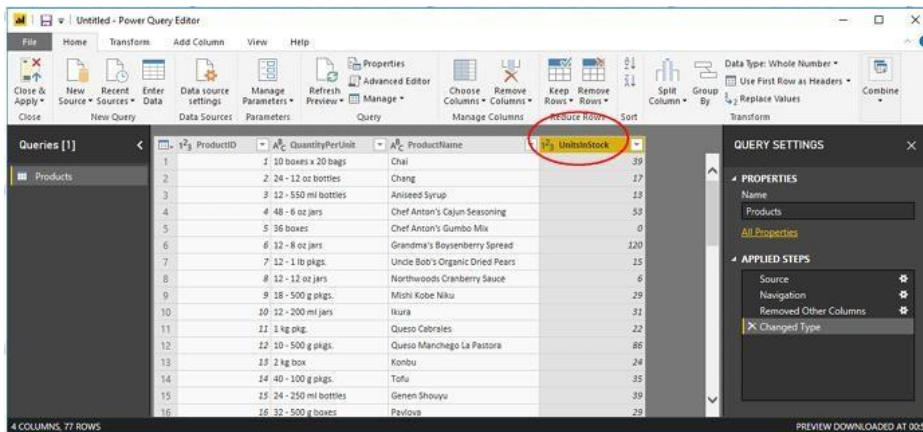 Untitled - Power Query Editor
File Home Transform Add Column View Help
Close & Apply
New Source
Recent Sources
Enter Data
Data source settings
Manage Parameters
Refresh Preview
Properties
Advanced Editor
Manage
Choose Columns
Remove Columns
Keep Rows
Remove Rows
Split Column
Group By
Data Type: Whole Number
Use First Row as Headers
Replace Values
Combine
Close
New Query
Data Sources
Parameters
Query
Manage Columns
Reduce Rows
Sort
Transform
Queries [1]
Products
ProductID QuantityPerUnit ProductName UnitsInStock
1 1 10 boxes x 20 bags Chai 39
2 2 24 - 12 oz bottles Chang 17
3 3 12 - 550 ml bottles Aniseed Syrup 13
4 4 48 - 6 oz jars Chef Anton's Cajun Seasoning 53
5 5 36 boxes Chef Anton's Gumbo Mix 0
6 6 12 - 8 oz jars Grandma's Boysenberry Spread 120
7 7 12 - 1 lb pkgs. Uncle Bob's Organic Dried Pears 15
8 8 12 - 12 oz jars Northwoods Cranberry Sauce 6
9 9 18 - 500 g pkgs. Mishi Kobe Niku 29
10 10 12 - 200 ml jars Ikura 31
11 11 1 kg pkg. Queso Cabrales 22
12 12 10 - 500 g pkgs. Queso Manchego La Pastora 86
13 13 2 kg box Konbu 24
14 14 40 - 100 g pkgs. Tofu 35
15 15 24 - 250 ml bottles Genen Shouyu 39
16 16 32 - 500 g boxes Pavlova 29
QUERY SETTINGS
PROPERTIES
Name
Products
All Properties
APPLIED STEPS
Source
Navigation
Removed Other Columns
Changed Type
4 COLUMNS, 77 ROWS
PREVIEW DOWNLOADED AT